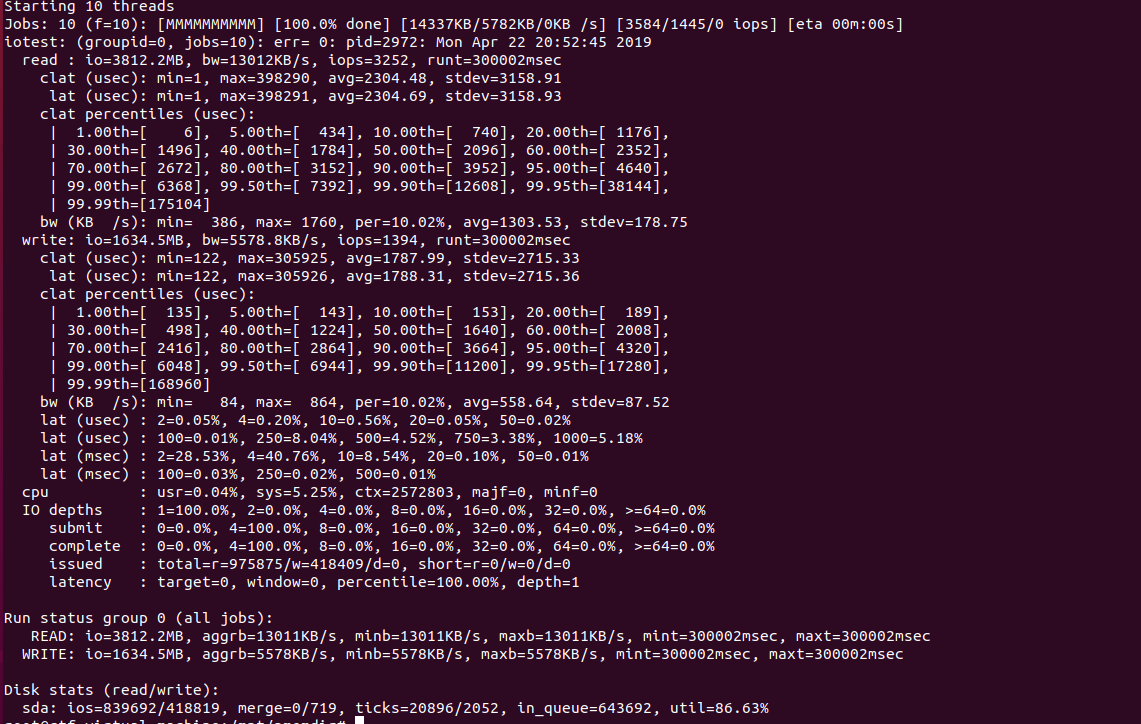 Starting 10 threads
Jobs: 10 (f=10): [MMMMMMMMMM] [100.0% done] [14337KB/5782KB/0KB /s] [3584/1445/0 iops] [eta 00m:00s]
iotest: (groupid=0, jobs=10): err= 0: pid=2972: Mon Apr 22 20:52:45 2019
  read : io=3812.2MB, bw=13012KB/s, iops=3252, runt=300002msec
    clat (usec): min=1, max=398290, avg=2304.48, stdev=3158.91
     lat (usec): min=1, max=398291, avg=2304.69, stdev=3158.93
    clat percentiles (usec):
     |  1.00th=[    6],  5.00th=[  434], 10.00th=[  740], 20.00th=[ 1176],
     | 30.00th=[ 1496], 40.00th=[ 1784], 50.00th=[ 2096], 60.00th=[ 2352],
     | 70.00th=[ 2672], 80.00th=[ 3152], 90.00th=[ 3952], 95.00th=[ 4640],
     | 99.00th=[ 6368], 99.50th=[ 7392], 99.90th=[12608], 99.95th=[38144],
     | 99.99th=[175104]
    bw (KB  /s): min=  386, max= 1760, per=10.02%, avg=1303.53, stdev=178.75
  write: io=1634.5MB, bw=5578.8KB/s, iops=1394, runt=300002msec
    clat (usec): min=122, max=305925, avg=1787.99, stdev=2715.33
     lat (usec): min=122, max=305926, avg=1788.31, stdev=2715.36
    clat percentiles (usec):
     |  1.00th=[  135],  5.00th=[  143], 10.00th=[  153], 20.00th=[  189],
     | 30.00th=[  498], 40.00th=[ 1224], 50.00th=[ 1640], 60.00th=[ 2008],
     | 70.00th=[ 2416], 80.00th=[ 2864], 90.00th=[ 3664], 95.00th=[ 4320],
     | 99.00th=[ 6048], 99.50th=[ 6944], 99.90th=[11200], 99.95th=[17280],
     | 99.99th=[168960]
    bw (KB  /s): min=   84, max=  864, per=10.02%, avg=558.64, stdev=87.52
    lat (usec) : 2=0.05%, 4=0.20%, 10=0.56%, 20=0.05%, 50=0.02%
    lat (usec) : 100=0.01%, 250=8.04%, 500=4.52%, 750=3.38%, 1000=5.18%
    lat (msec) : 2=28.53%, 4=40.76%, 10=8.54%, 20=0.10%, 50=0.01%
    lat (msec) : 100=0.03%, 250=0.02%, 500=0.01%
  cpu          : usr=0.04%, sys=5.25%, ctx=2572803, majf=0, minf=0
  IO depths    : 1=100.0%, 2=0.0%, 4=0.0%, 8=0.0%, 16=0.0%, 32=0.0%, >=64=0.0%
     submit    : 0=0.0%, 4=100.0%, 8=0.0%, 16=0.0%, 32=0.0%, 64=0.0%, >=64=0.0%
     complete  : 0=0.0%, 4=100.0%, 8=0.0%, 16=0.0%, 32=0.0%, 64=0.0%, >=64=0.0%
     issued    : total=r=975875/w=418409/d=0, short=r=0/w=0/d=0
     latency   : target=0, window=0, percentile=100.00%, depth=1
Run status group 0 (all jobs):
   READ: io=3812.2MB, aggrb=13011KB/s, minb=13011KB/s, maxb=13011KB/s, mint=300002msec, maxt=300002msec
  WRITE: io=1634.5MB, aggrb=5578KB/s, minb=5578KB/s, maxb=5578KB/s, mint=300002msec, maxt=300002msec
Disk stats (read/write):
  sda: ios=839692/418819, merge=0/719, ticks=20896/2052, in_queue=643692, util=86.63%